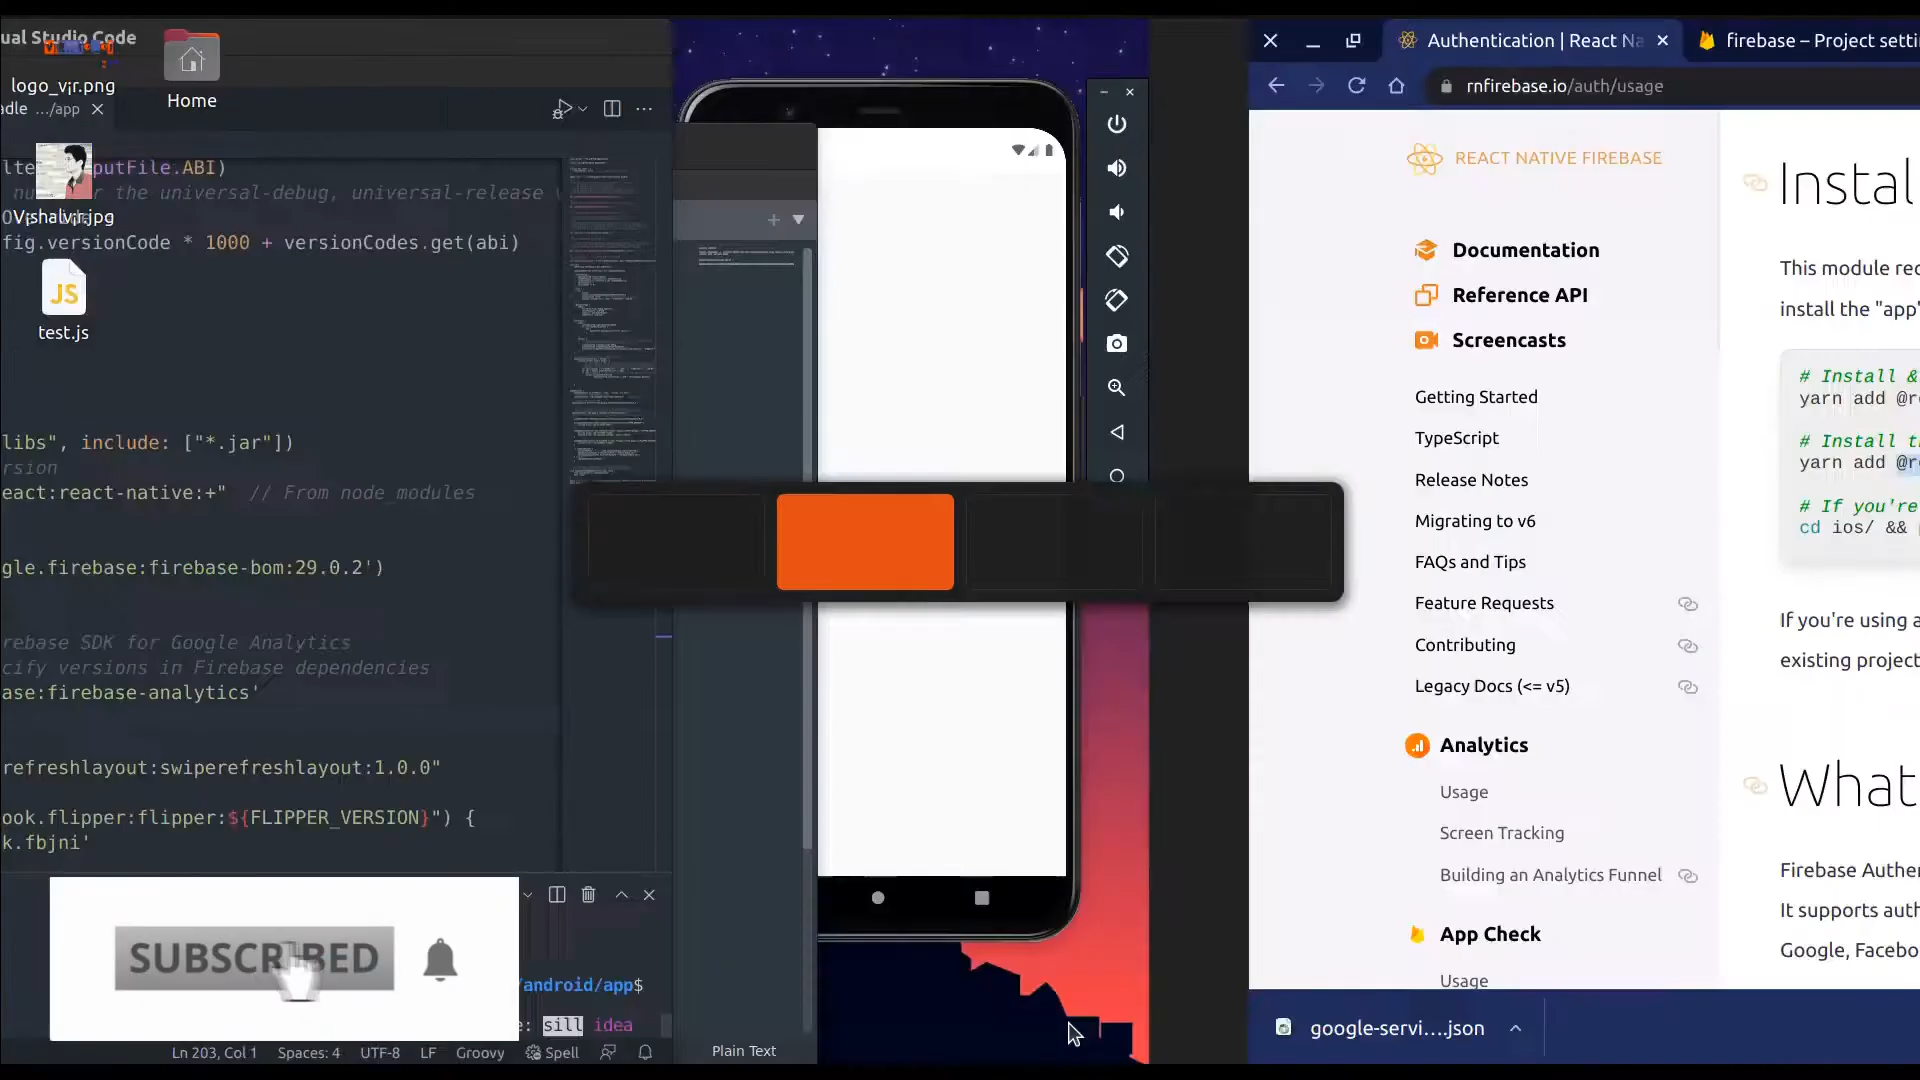 ual Studio Code
logo_vjr.png
Home
dle .../app
lte putFile.ABI)
nu r the universal-debug, universal-release
Vjshalivr.jpg
fig.versionCode * 1000 + versionCodes.get(abi)
JS
test.js
libs", include: ["*.jar"])
rsion
eact:react-native:+" // From node_modules
gle.firebase:firebase-bom:29.0.2')
rebase SDK for Google Analytics
cify versions in Firebase dependencies
ase:firebase-analytics'
refreshlayout:swiperefreshlayout:1.0.0"
ook.flipper:flipper:${FLIPPER_VERSION}") {
k.fbjni'
SUBSCRIBED
/android/app$
e: sill idea
Ln 203, Col 1 Spaces: 4 UTF-8 LF Groovy Spell
Plain Text
Authentication | React Na
firebase – Project setti
rnfirebase.io/auth/usage
REACT NATIVE FIREBASE
Documentation
Reference API
Screencasts
Getting Started
TypeScript
Release Notes
Migrating to v6
FAQs and Tips
Feature Requests
Contributing
Legacy Docs (<= v5)
Analytics
Usage
Screen Tracking
Building an Analytics Funnel
App Check
Usage
Instal
This module req
install the "app"
# Install &
yarn add @r
# Install t
yarn add @r
# If you're
cd ios/ &&
If you're using a
existing project
What
Firebase Authen
It supports auth
Google, Facebo
google-servi....json